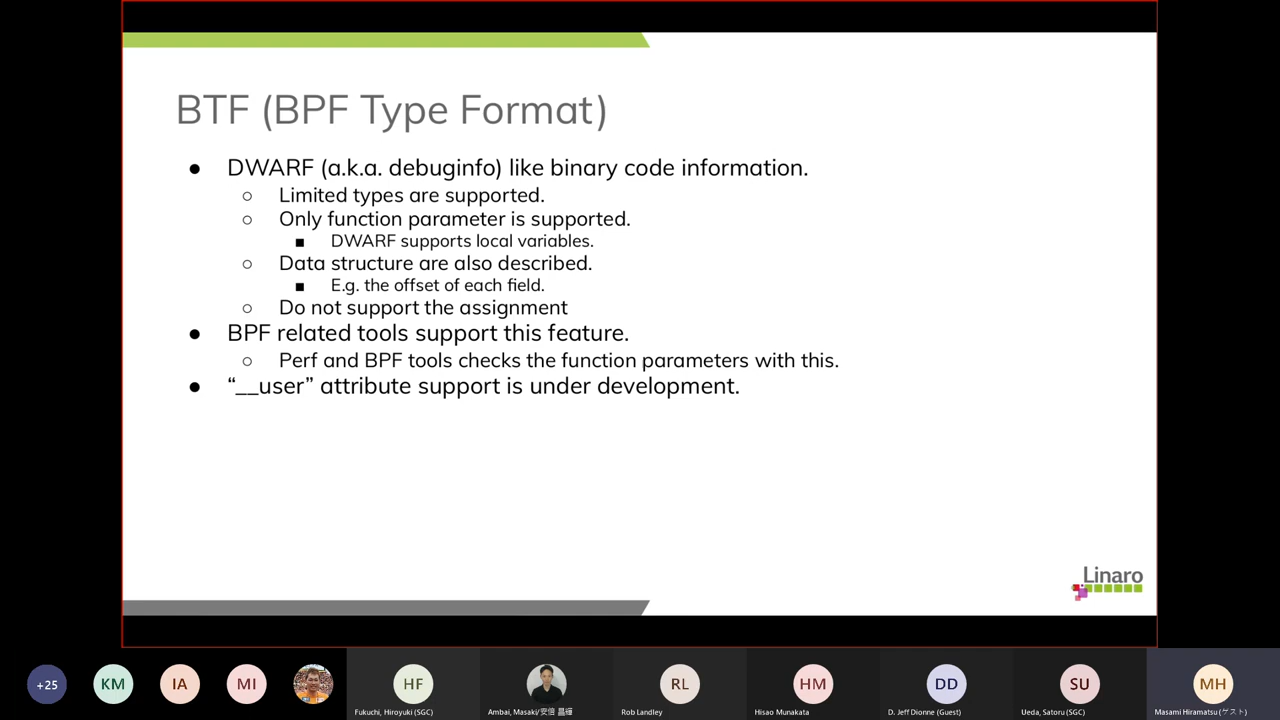 BTF (BPF Type Format)
● DWARF (a.k.a. debuginfo) like binary code information.
○ Limited types are supported.
○ Only function parameter is supported.
■ DWARF supports local variables.
○ Data structure are also described.
■ E.g. the offset of each field.
○ Do not support the assignment
● BPF related tools support this feature.
○ Perf and BPF tools checks the function parameters with this.
● “__user” attribute support is under development.
Linaro
+25
KM
IA
MI
HF
RL
HM
DD
SU
MH
Fukuchi, Hiroyuki (SGC)
Ambai, Masaki/安倍 昌輝
Rob Landley
Hisao Munakata
D. Jeff Dionne (Guest)
Ueda, Satoru (SGC)
Masami Hiramatsu (ゲスト)